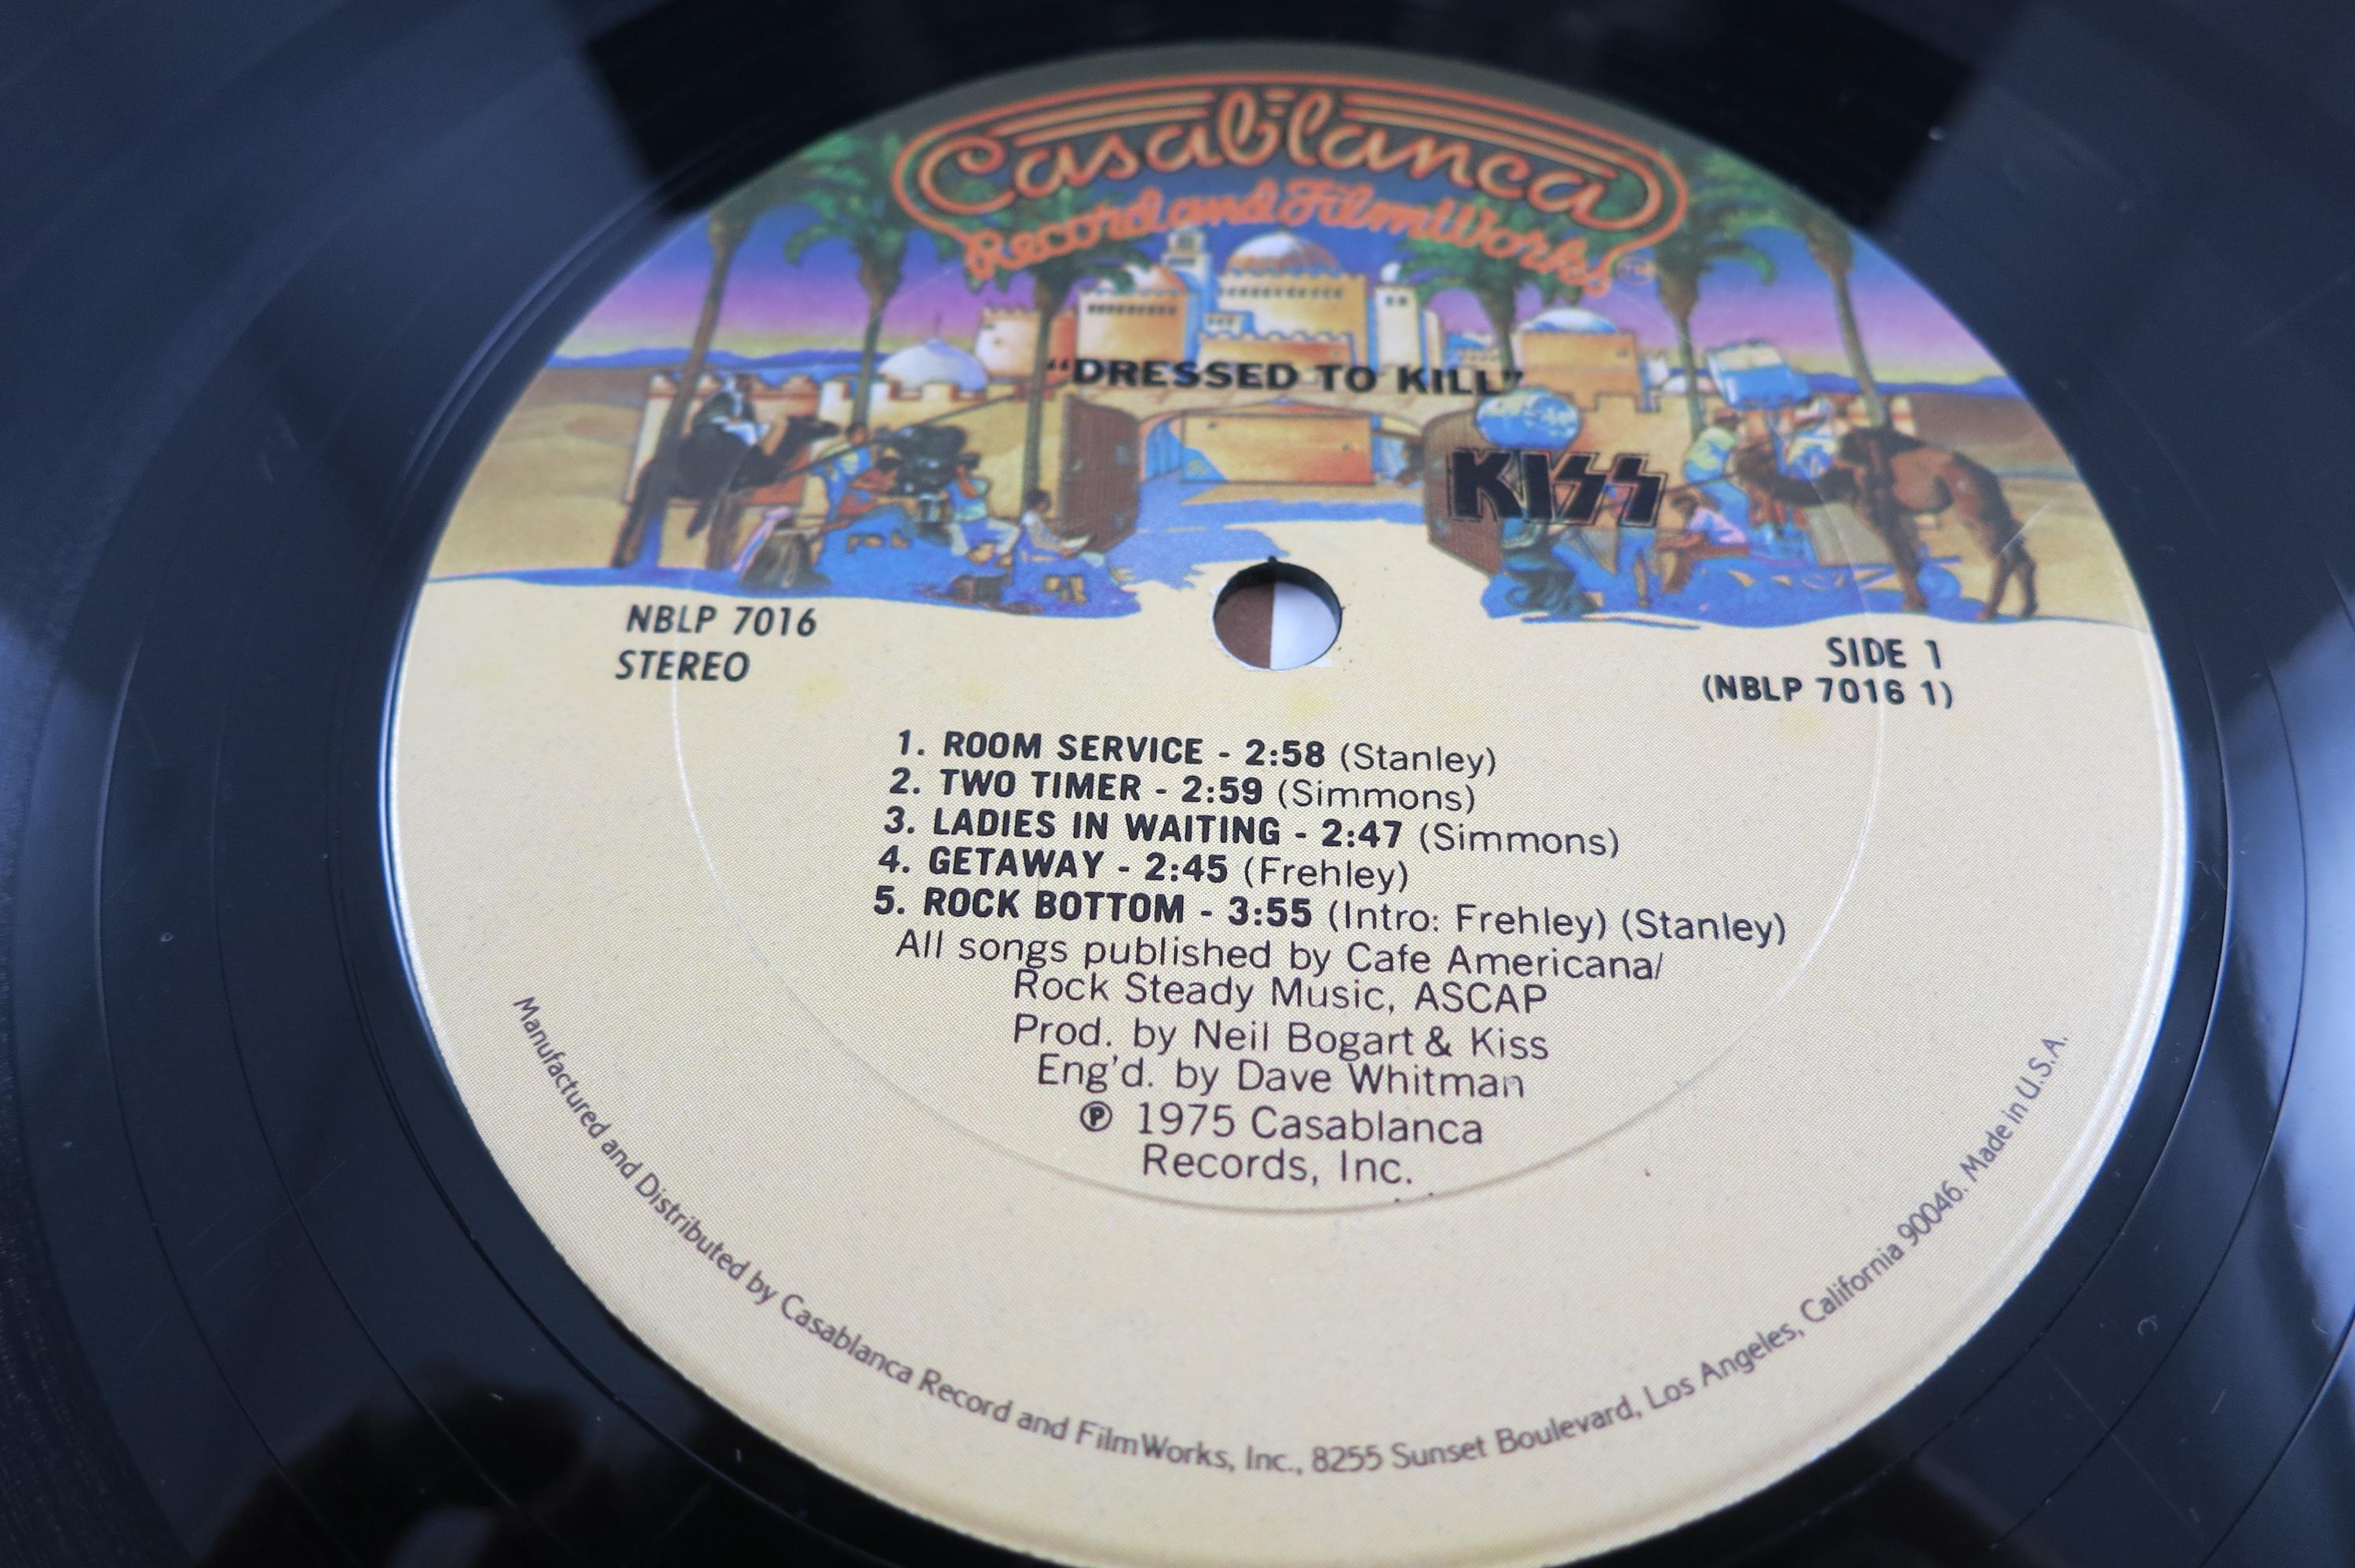 Casablanca
Record and FilmWorks
"DRESSED TO KILL"
KISS
NBLP 7016
STEREO
SIDE 1
(NBLP 7016 1)
1. ROOM SERVICE - 2:58 (Stanley)
2. TWO TIMER - 2:59 (Simmons)
3. LADIES IN WAITING - 2:47 (Simmons)
4. GETAWAY - 2:45 (Frehley)
5. ROCK BOTTOM - 3:55 (Intro: Frehley) (Stanley)
All songs published by Cafe Americana/
Rock Steady Music, ASCAP
Prod. by Neil Bogart & Kiss
Eng'd. by Dave Whitman
℗ 1975 Casablanca
Records, Inc.
Manufactured and Distributed by Casablanca Record and FilmWorks, Inc., 8255 Sunset Boulevard, Los Angeles, California 90046. Made in U.S.A.